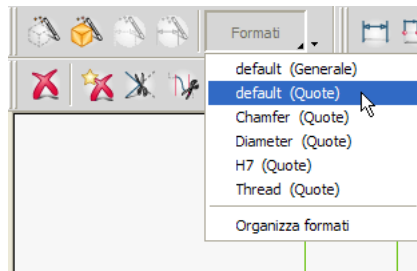 Formati
default (Generale)
default (Quote)
Chamfer (Quote)
Diameter (Quote)
H7 (Quote)
Thread (Quote)
Organizza formati